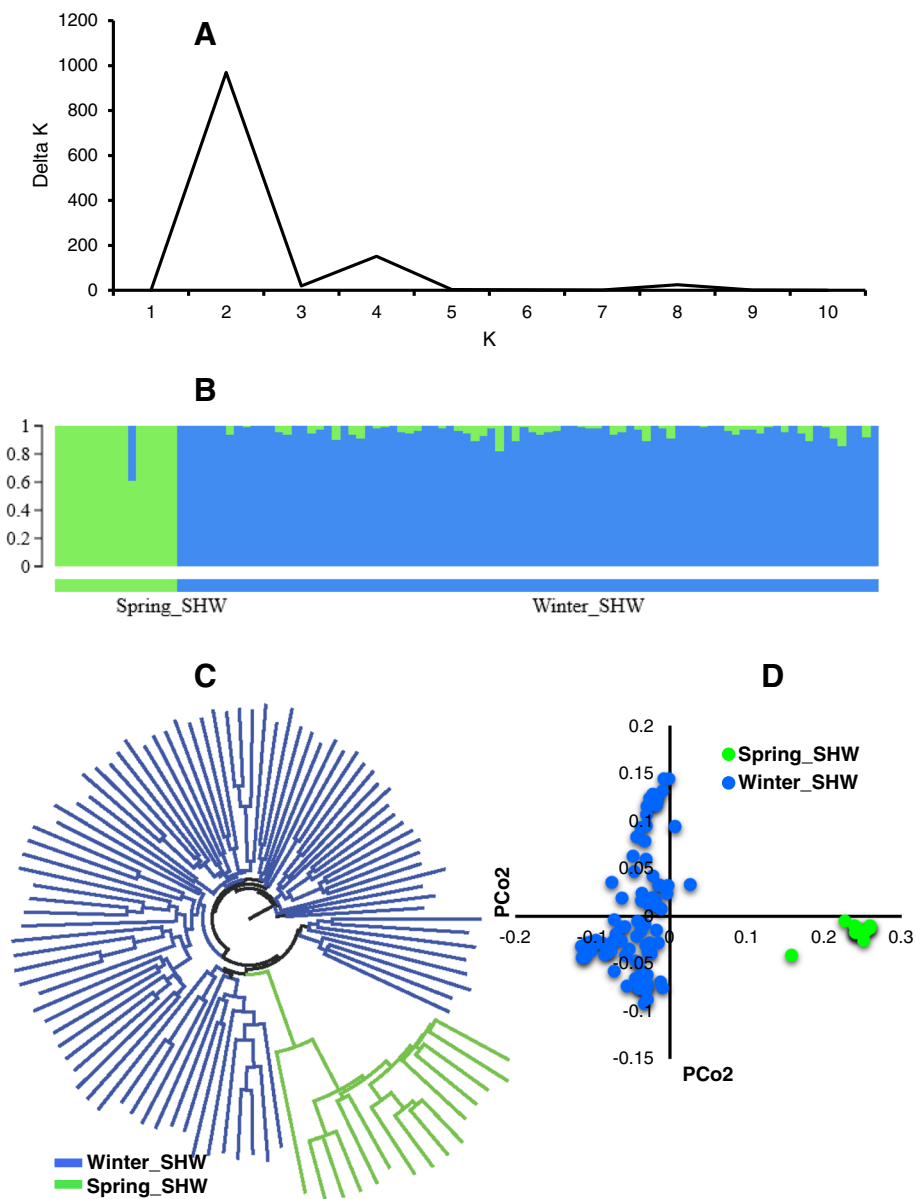 A
1200
1000
800
600
400
200
0
Delta K
1 2 3 4 5 6 7 8 9 10
K
B
1
0.8
0.6
0.4
0.2
0
Spring_SHW Winter_SHW
C
Winter_SHW
Spring_SHW
D
0.2
0.15
0.1
0.05
0
-0.05
-0.1
-0.15
Spring_SHW
Winter_SHW
PCo2
-0.2 -0.1 0 0.1 0.2 0.3
PCo2